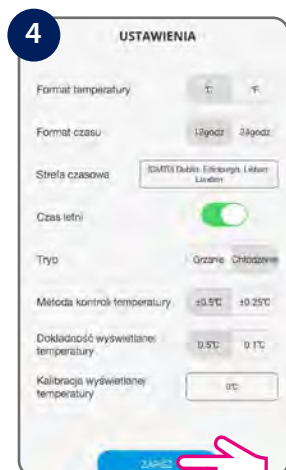 4
USTAWIENIA
Format temperatury °C °F
Format czasu 12godz 24godz
Strefa czasowa (GMT0) Dublin, Edinburgh, Lisbon
London
Czas letni
Tryb Grzanie Chłodzenie
Metoda kontroli temperatury ±0.5°C ±0.25°C
Dokładność wyświetlanej
temperatury 0.5°C 0.1°C
Kalibracja wyświetlanej
temperatury 0°C
ZAPISZ